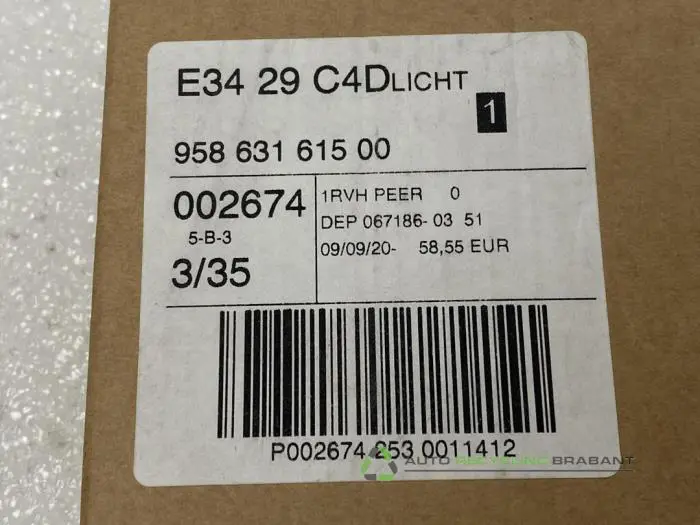 E34 29 C4DLICHT
1
958 631 615 00
002674
5-B-3
3/35
1RVH PEER 0
DEP 067186-03 51
09/09/20- 58,55 EUR
P002674 253 0011412
AUTO RECYCLING BRABANT